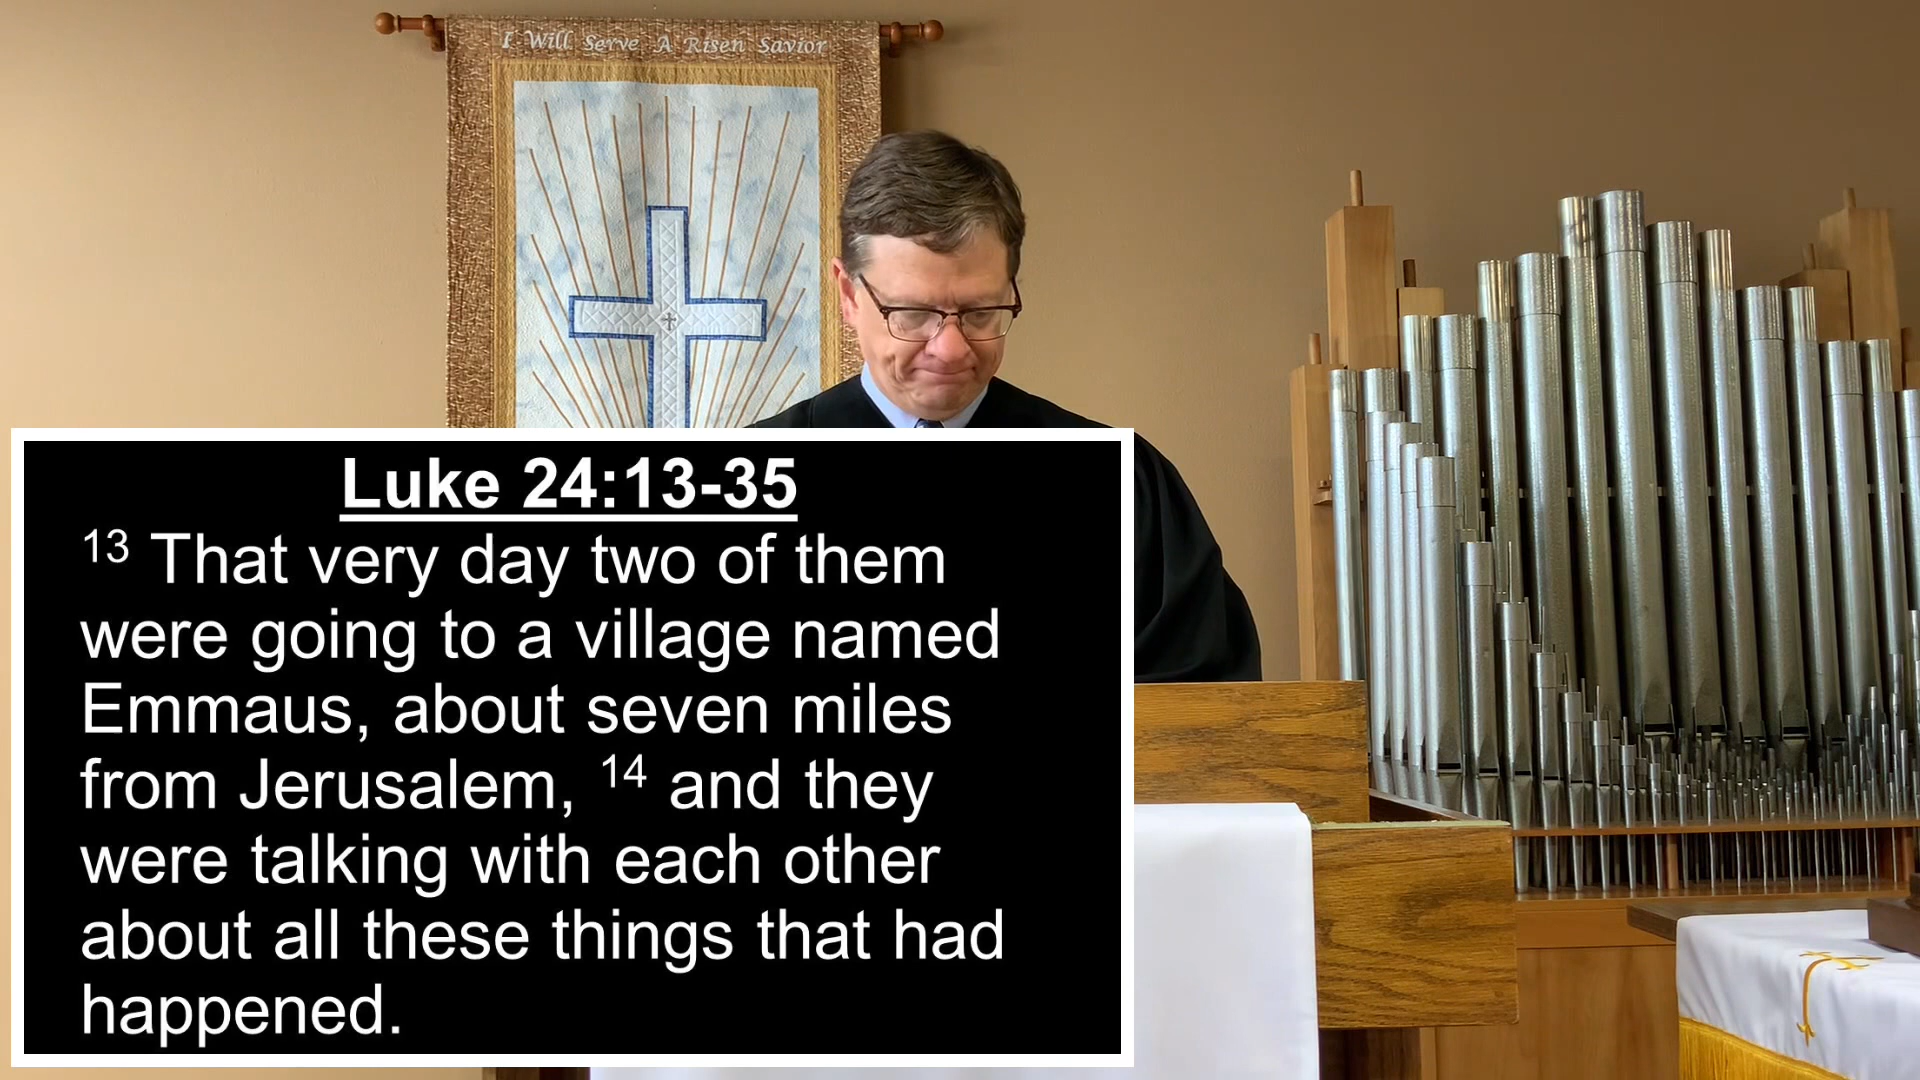 I Will Serve A Risen Savior
Luke 24:13-35
13 That very day two of them
were going to a village named
Emmaus, about seven miles
from Jerusalem, 14 and they
were talking with each other
about all these things that had
happened.